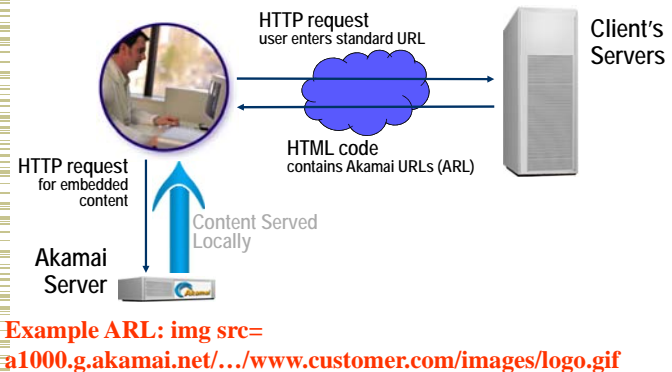 HTTP request
user enters standard URL
Client's
Servers
HTML code
contains Akamai URLs (ARL)
HTTP request
for embedded
content
Content Served
Locally
Akamai
Server
Akamai
Example ARL: img src=
a1000.g.akamai.net/…/www.customer.com/images/logo.gif